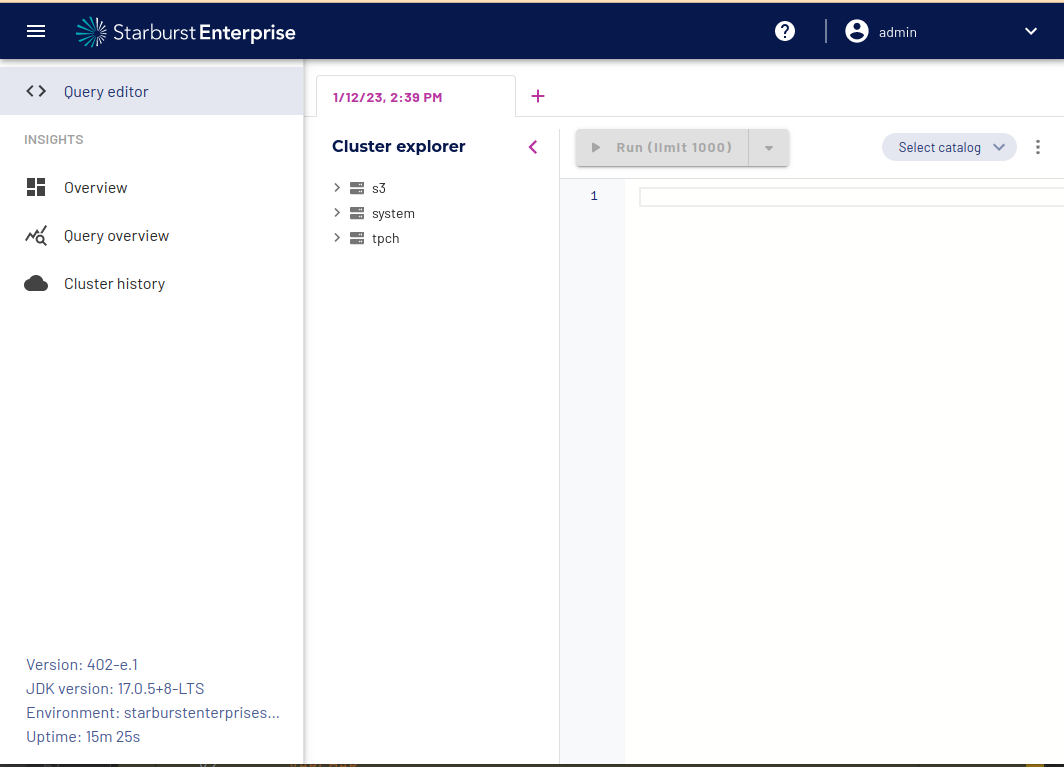 Starburst Enterprise
?
admin
Query editor
INSIGHTS
Overview
Query overview
Cluster history
Version: 402-e.1
JDK version: 17.0.5+8-LTS
Environment: starburstenterprises...
Uptime: 15m 25s
1/12/23, 2:39 PM
+
Cluster explorer
s3
system
tpch
Run (limit 1000)
Select catalog
1